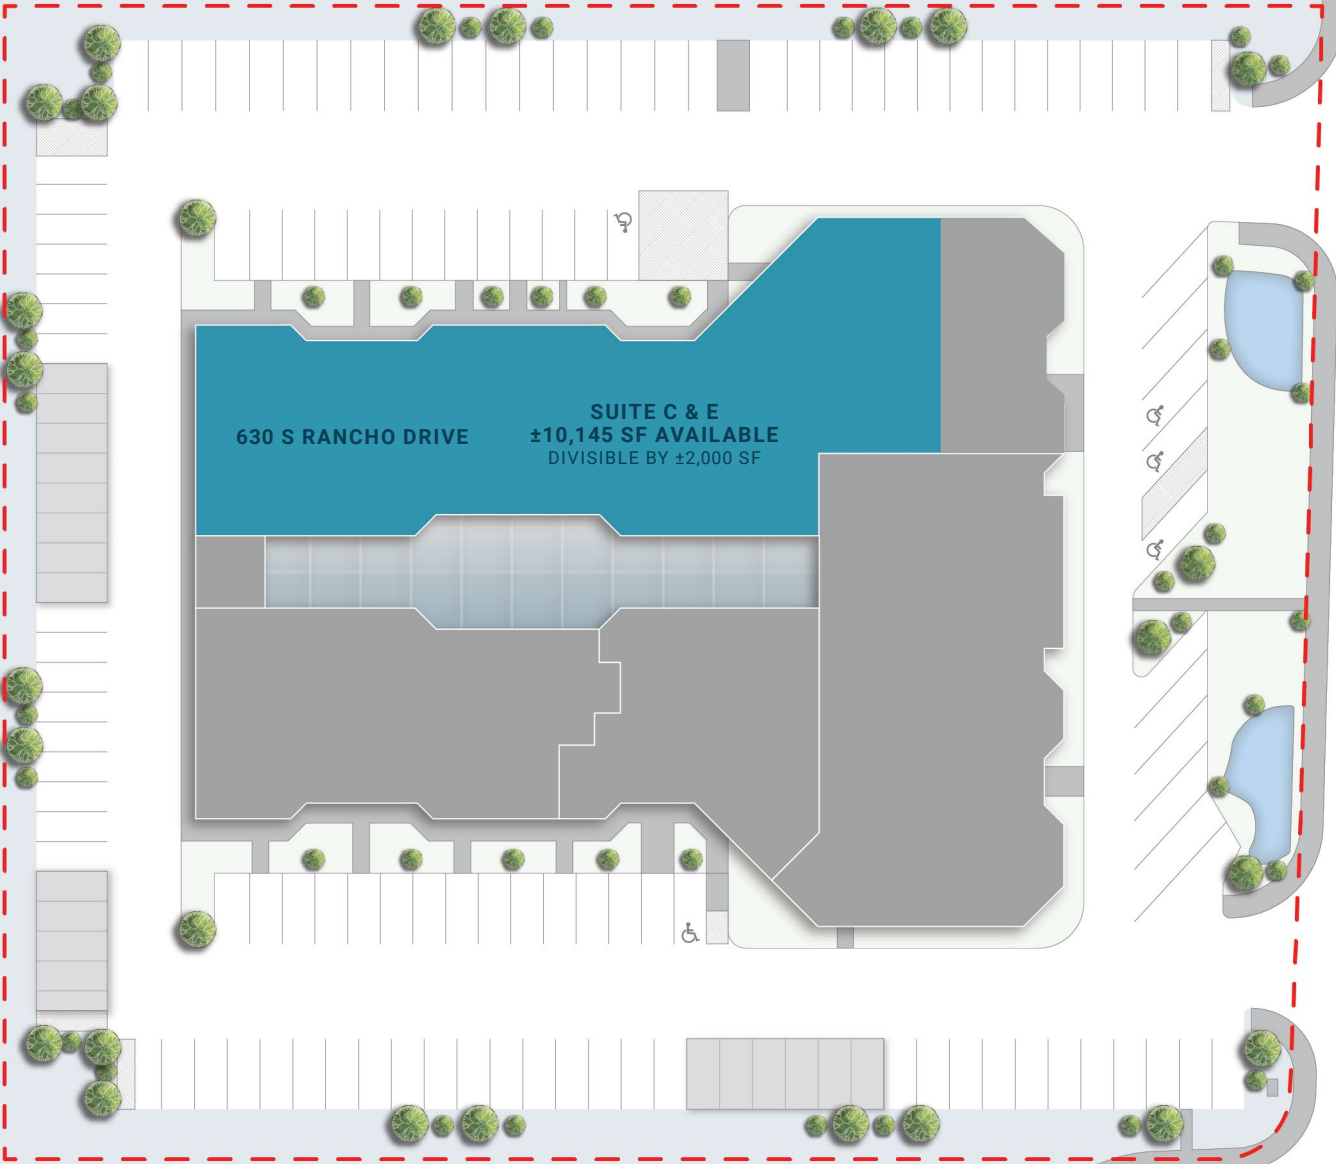 630 S RANCHO DRIVE
SUITE C & E
±10,145 SF AVAILABLE
DIVISIBLE BY ±2,000 SF